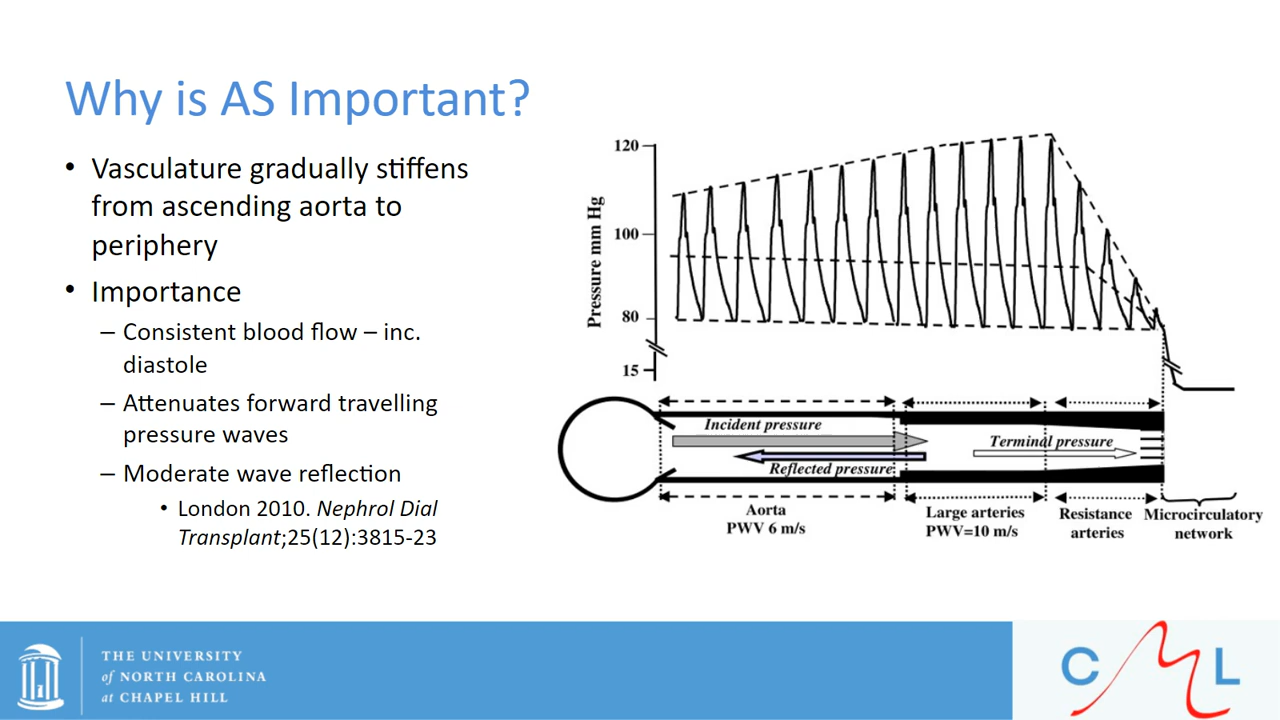 Why is AS Important?
• Vasculature gradually stiffens
from ascending aorta to
periphery
• Importance
– Consistent blood flow – inc.
diastole
– Attenuates forward travelling
pressure waves
– Moderate wave reflection
• London 2010. Nephrol Dial
Transplant;25(12):3815-23
Pressure mm Hg
120
100
80
15
Incident pressure
Reflected pressure
Terminal pressure
Aorta
PWV 6 m/s
Large arteries
PWV=10 m/s
Resistance
arteries
Microcirculatory
network
THE UNIVERSITY
of NORTH CAROLINA
at CHAPEL HILL
CML